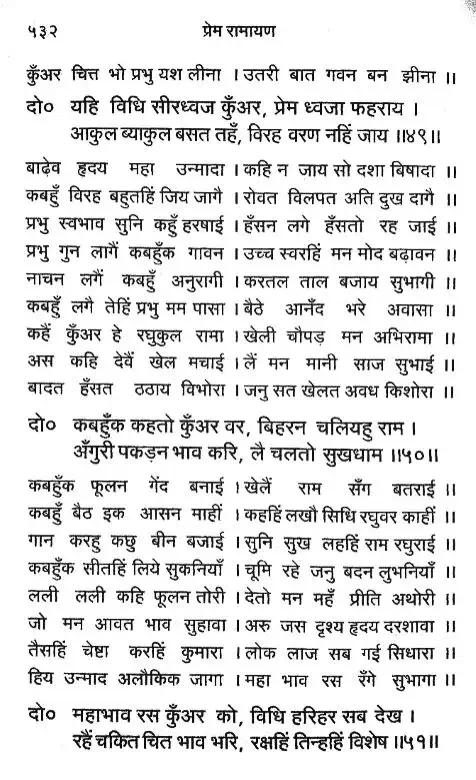 ५३२ प्रेम रामायण
कुँअर चित्त भो प्रभु यश लीना । उतरी बात गवन बन झीना ॥
दो० यहि विधि सीरध्वज कुँअर, प्रेम ध्वजा फहराय ।
आकुल ब्याकुल बसत तहँ, विरह वरण नहिं जाय ॥४९॥
बाढ़ेव हृदय महा उन्मादा । कहि न जाय सो दशा बिषादा ॥
कबहुँ विरह बहुतहिं जिय जागै । रोवत विलपत अति दुख दागै ॥
प्रभु स्वभाव सुनि कहुँ हरषाई । हँसन लगे हँसतो रह जाई ॥
प्रभु गुन लागैं कबहुँक गावन । उच्च स्वरहिं मन मोद बढ़ावन ॥
नाचन लगैं कबहुँ अनुरागी । करतल ताल बजाय सुभागी ॥
कबहुँ लगै तेहिं प्रभु मम पासा । बैठे आनँद भरे अवासा ॥
कहैं कुँअर हे रघुकुल रामा । खेली चौपड़ मन अभिरामा ॥
अस कहि देवैं खेल मचाई । लैं मन मानी साज सुभाई ॥
बादत हँसत ठठाय विभोरा । जनु सत खेलत अवध किशोरा ॥
दो० कबहुँक कहतो कुँअर वर, बिहरन चलियहु राम ।
अँगुरी पकड़न भाव करि, लै चलतो सुखधाम ॥५०॥
कबहुँक फूलन गेंद बनाई । खेलैं राम सँग बतराई ॥
कबहुँ बैठ इक आसन माहीं । कहहिं लखौ सिधि रघुवर काहीं ॥
गान करहु कछु बीन बजाई । सुनि सुख लहहिं राम रघुराई ॥
कबहुँक सीतहिं लिये सुकनियाँ । चूमि रहे जनु बदन लुभनियाँ ॥
लली लली कहि फूलन तोरी । देतो मन महँ प्रीति अथोरी ॥
जो मन आवत भाव सुहावा । अरु जस दृश्य हृदय दरशावा ॥
तैसहिं चेष्टा करहिं कुमारा । लोक लाज सब गई सिधारा ॥
हिय उन्माद अलौकिक जागा । महा भाव रस रँगे सुभागा ॥
दो० महाभाव रस कुँअर को, विधि हरिहर सब देख ।
रहैं चकित चित भाव भरि, रक्षहिं तिन्हहिं विशेष ॥५१॥